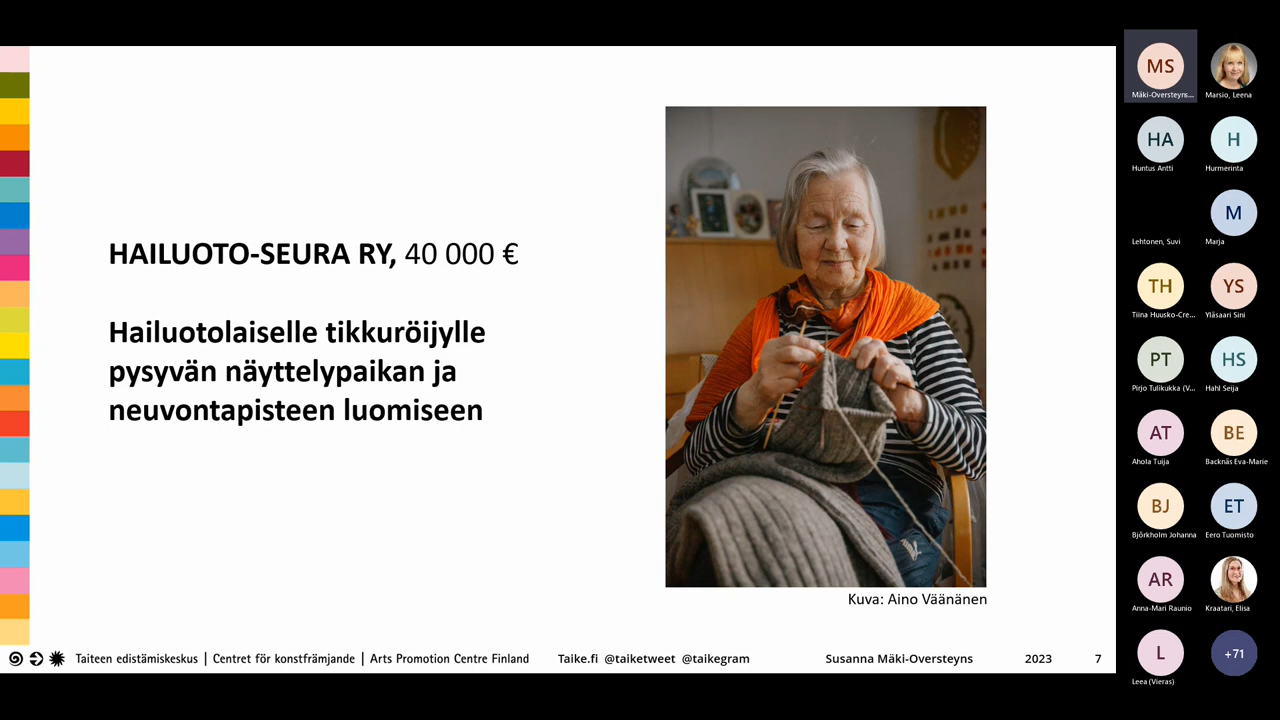 HAILUOTO-SEURA RY, 40 000 €
Hailuotolaiselle tikkuröijylle
pysyvän näyttelypaikan ja
neuvontapisteen luomiseen
Kuva: Aino Väänänen
Taiteen edistämiskeskus | Centret för konstfrämjande | Arts Promotion Centre Finland
Taike.fi @taiketweet @taikegram
Susanna Mäki-Oversteyns
2023
7
MS
Mäki-Oversteyns...
Marsio, Leena
HA
Huntus Antti
H
Hurmerinta
Lehtonen, Suvi
M
Marja
TH
Tiina Huusko-Cre...
YS
Yläsaari Sini
PT
Pirjo Tulikukka (V...
HS
Hahl Seija
AT
Ahola Tuija
BE
Backnäs Eva-Marie
BJ
Björkholm Johanna
ET
Eero Tuomisto
AR
Anna-Mari Raunio
Kraatari, Elisa
L
Leea (Vieras)
+71